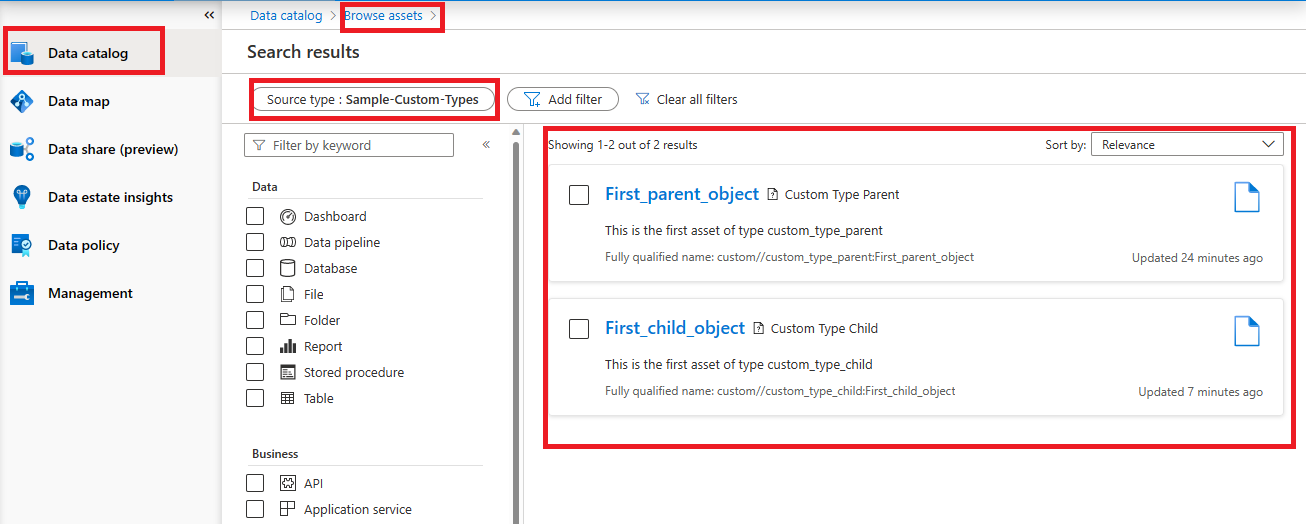 Data catalog
Data map
Data share (preview)
Data estate insights
Data policy
Management
Data catalog
Browse assets
Search results
Source type : Sample-Custom-Types
Add filter
Clear all filters
Filter by keyword
Data
Dashboard
Data pipeline
Database
File
Folder
Report
Stored procedure
Table
Business
API
Application service
Showing 1-2 out of 2 results
Sort by: Relevance
First_parent_object Custom Type Parent
This is the first asset of type custom_type_parent
Fully qualified name: custom//custom_type_parent:First_parent_object
Updated 24 minutes ago
First_child_object Custom Type Child
This is the first asset of type custom_type_child
Fully qualified name: custom//custom_type_child:First_child_object
Updated 7 minutes ago